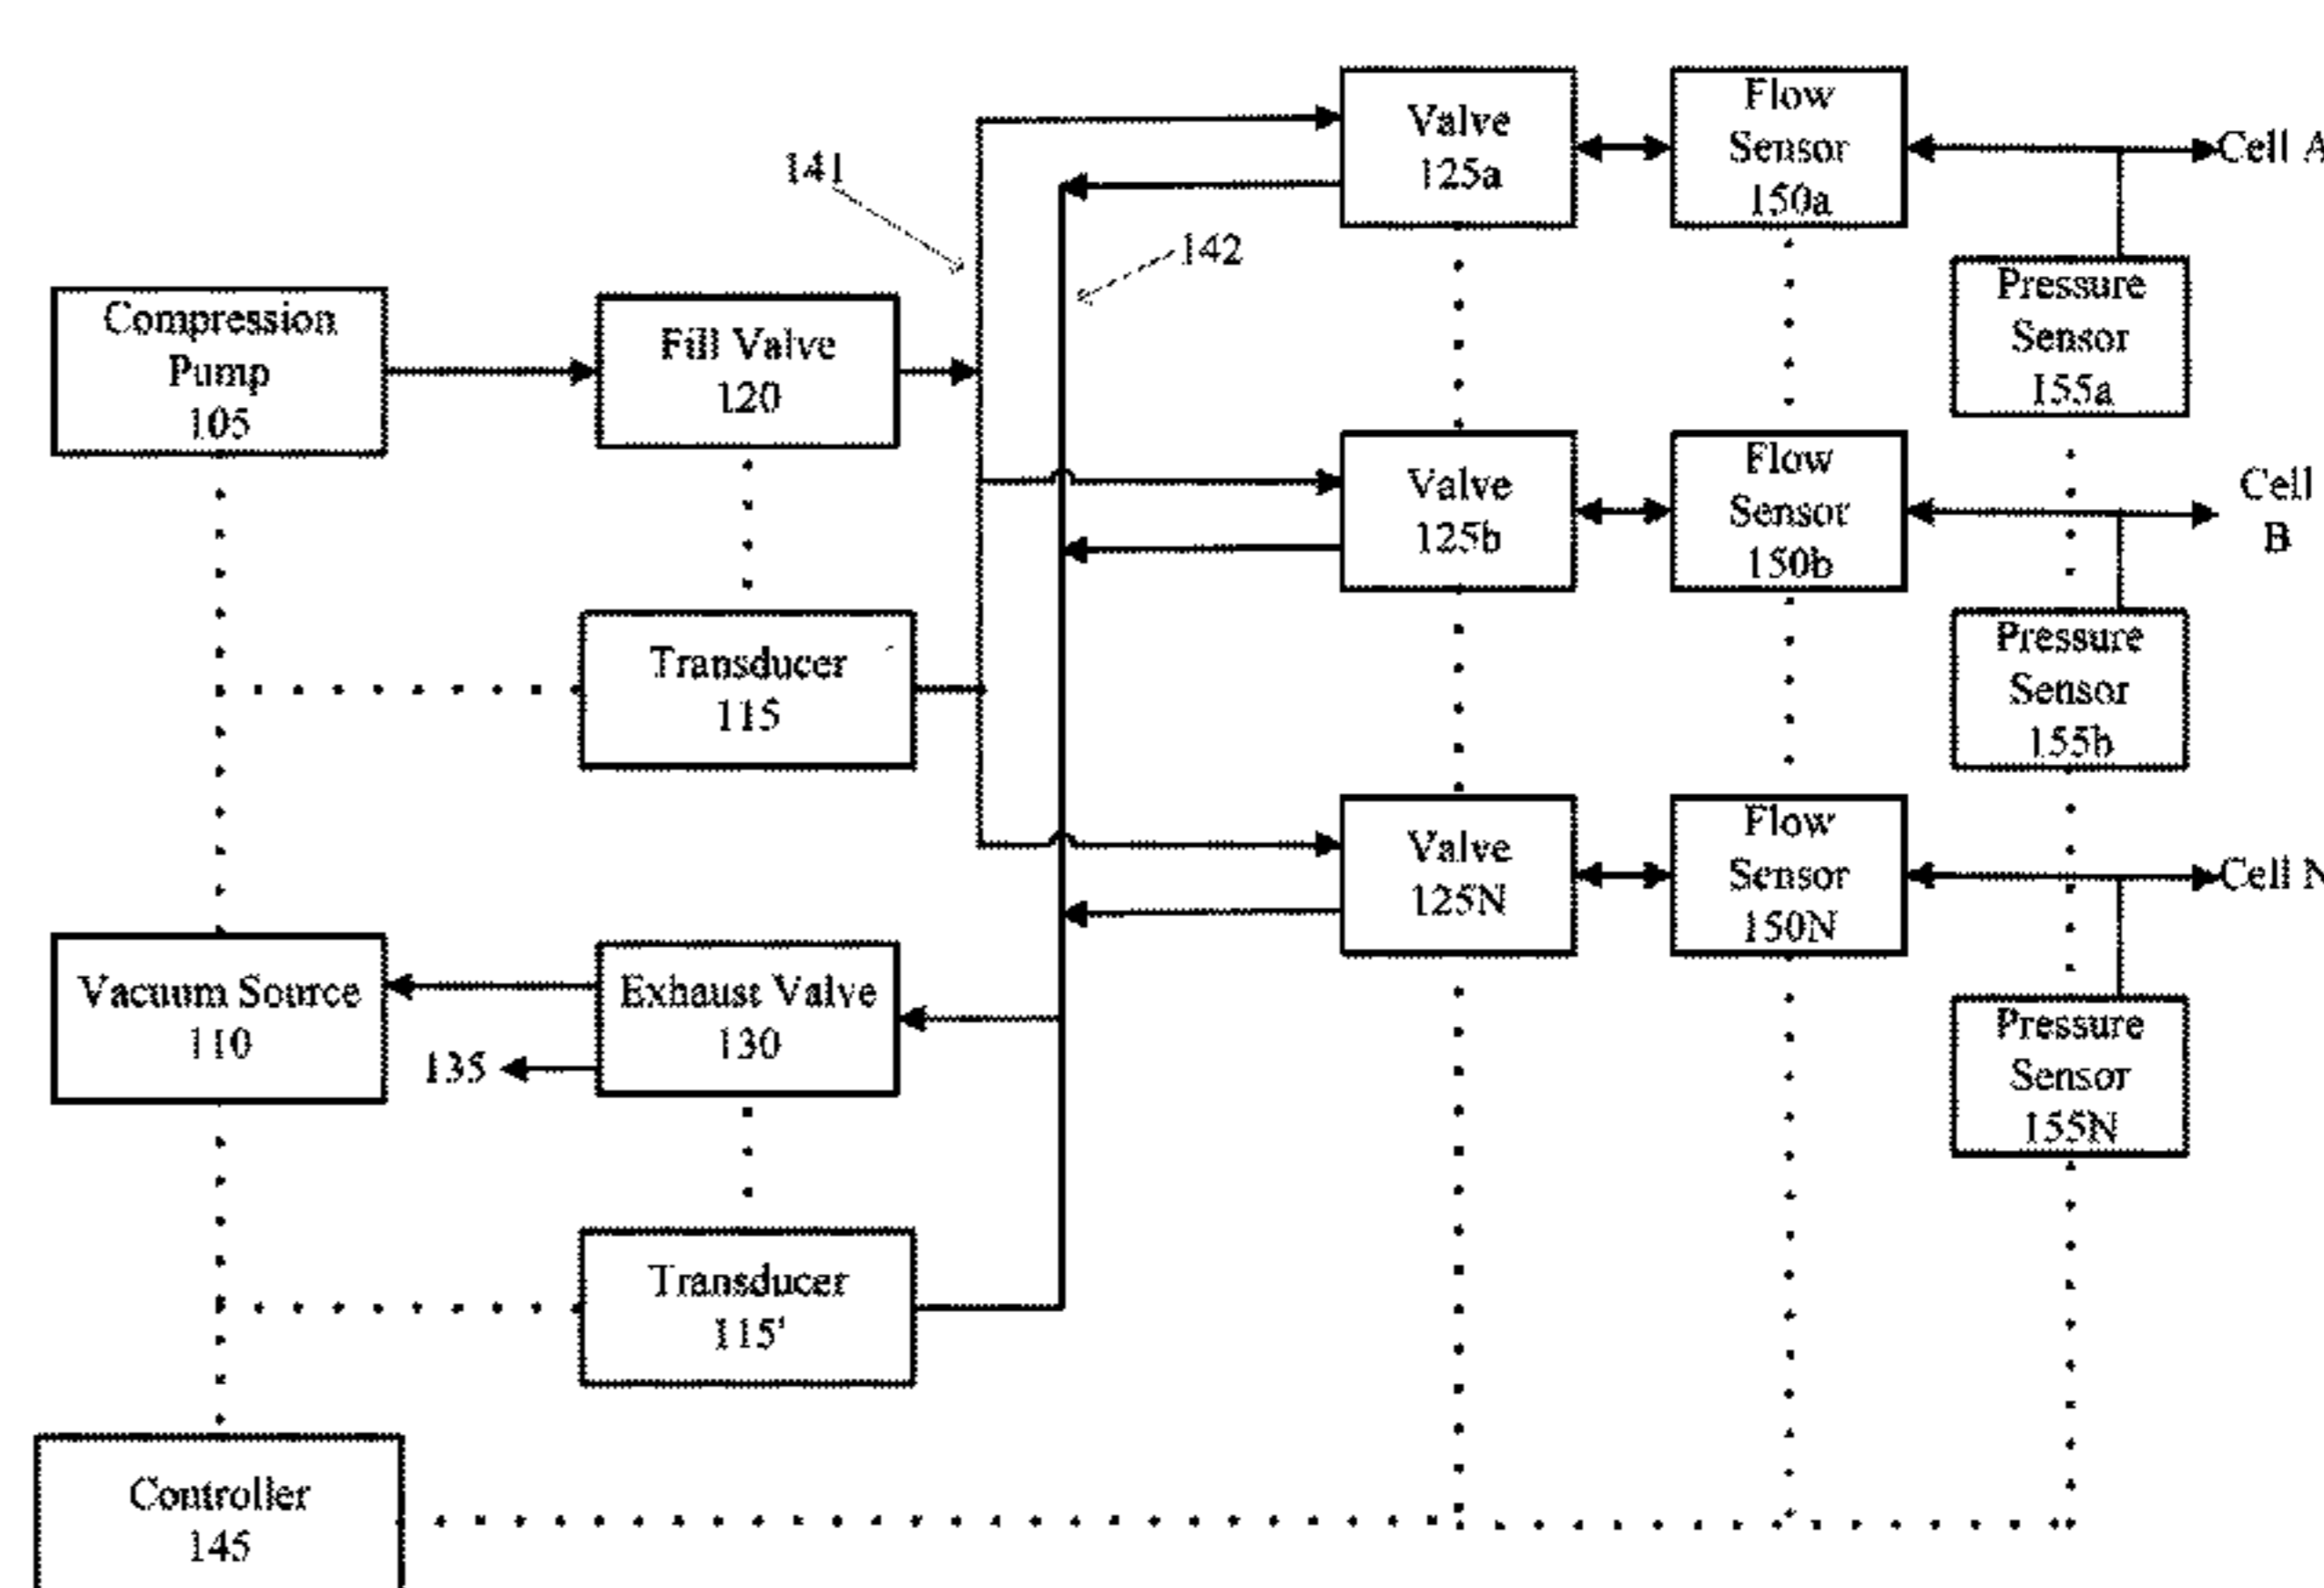 Valve
125a
Flow
Sensor
150a
Cell A
141
142
Pressure
Sensor
155a
Compression
Pump
105
Fill Valve
120
Valve
125b
Flow
Sensor
150b
Cell
B
Transducer
115
Pressure
Sensor
155b
Valve
125N
Flow
Sensor
150N
Cell N
Vacuum Source
110
Exhaust Valve
130
135
Pressure
Sensor
155N
Transducer
115'
Controller
145